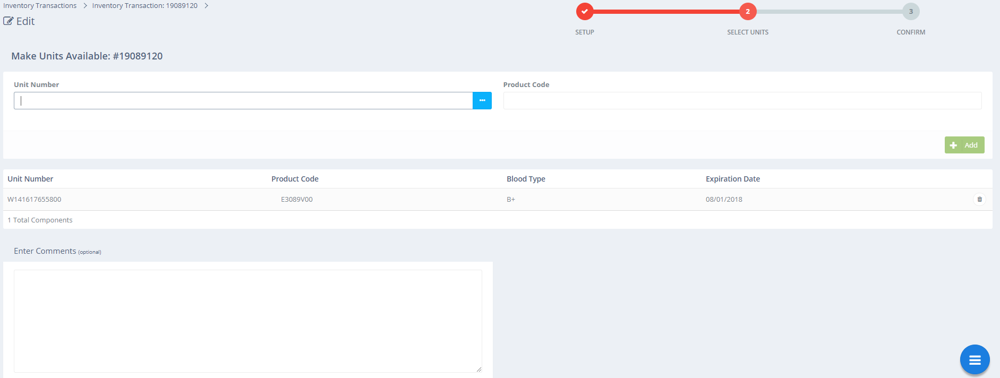 Inventory Transactions > Inventory Transaction: 19089120 >
Edit
2
3
SETUP
SELECT UNITS
CONFIRM
Make Units Available: #19089120
Unit Number
Product Code
Add
Unit Number Product Code Blood Type Expiration Date
W141617655800 E3089V00 B+ 08/01/2018
1 Total Components
Enter Comments (optional)